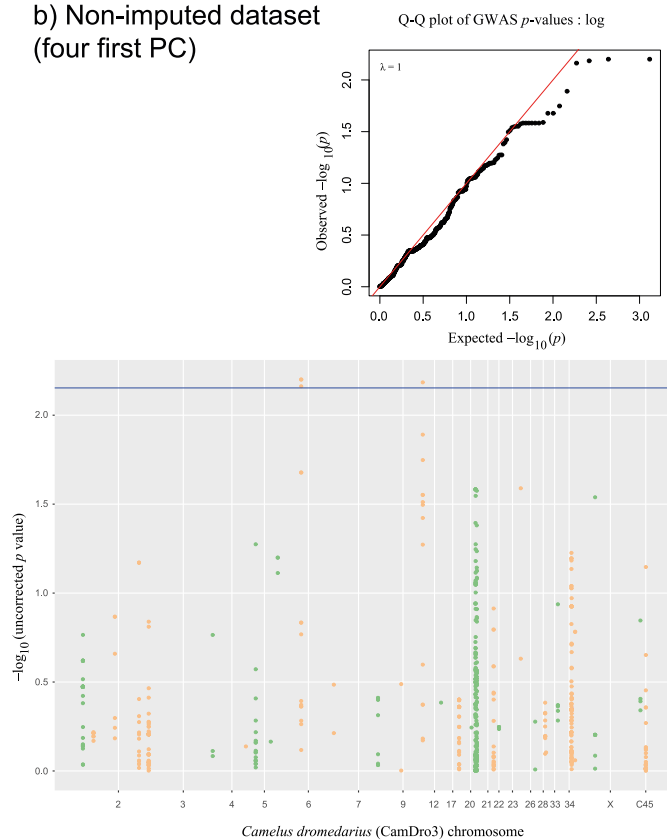 b) Non-imputed dataset
(four first PC)
Q-Q plot of GWAS p-values : log
λ = 1
2.0
1.5
1.0
0.5
0.0
Observed −log10(p)
0.0 0.5 1.0 1.5 2.0 2.5 3.0
Expected −log10(p)
2.0
1.5
1.0
0.5
0.0
−log10(uncorrected p value)
2 3 4 5 6 7 9 12 17 20 21 22 23 26 28 33 34 X C45
Camelus dromedarius (CamDro3) chromosome